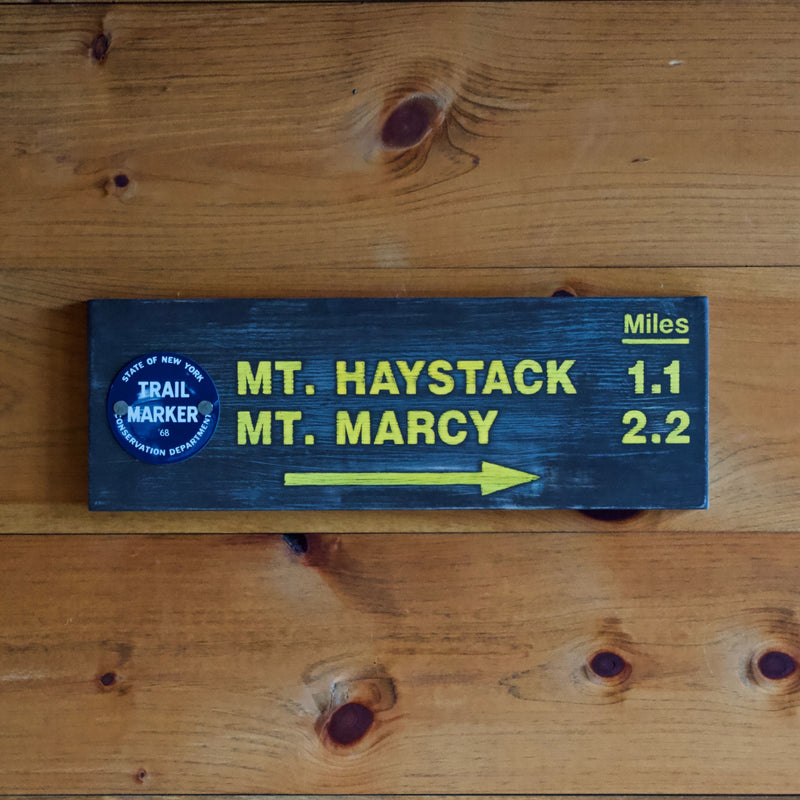 Miles
MT. HAYSTACK 1.1
MT. MARCY 2.2
STATE OF NEW YORK
TRAIL
MARKER
'68
CONSERVATION DEPARTMENT